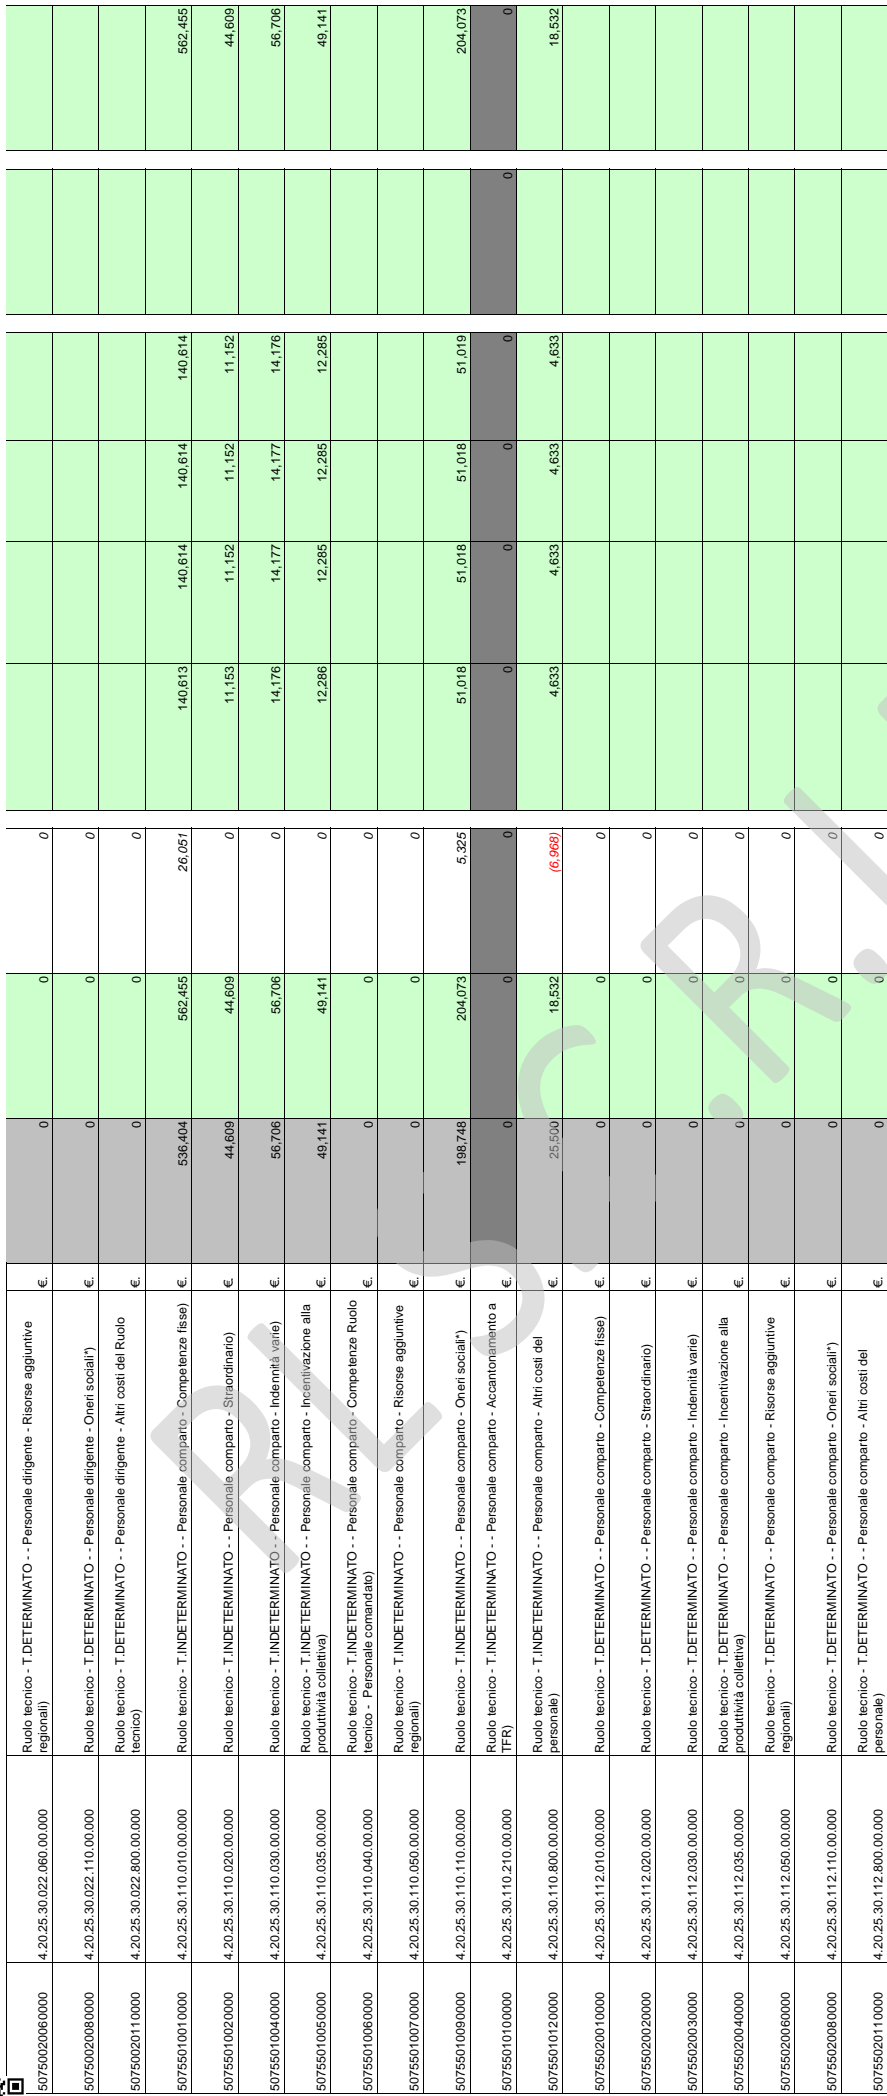 50750020060000 4.20.25.30.022.060.00.000 Ruolo tecnico - T.DETERMINATO - - Personale dirigente - Risorse aggiuntive
regionali) €. 0 0 0
50750020080000 4.20.25.30.022.110.00.000 Ruolo tecnico - T.DETERMINATO - - Personale dirigente - Oneri sociali*) €. 0 0 0
50750020110000 4.20.25.30.022.800.00.000 Ruolo tecnico - T.DETERMINATO - - Personale dirigente - Altri costi del Ruolo
tecnico) €. 0 0 0
50755010010000 4.20.25.30.110.010.00.000 Ruolo tecnico - T.INDETERMINATO - - Personale comparto - Competenze fisse) €. 536,404 562,455 26,051 140,613 140,614 140,614 140,614 562,455
50755010020000 4.20.25.30.110.020.00.000 Ruolo tecnico - T.INDETERMINATO - - Personale comparto - Straordinario) €. 44,609 44,609 0 11,153 11,152 11,152 11,152 44,609
50755010040000 4.20.25.30.110.030.00.000 Ruolo tecnico - T.INDETERMINATO - - Personale comparto - Indennità varie) €. 56,706 56,706 0 14,176 14,177 14,177 14,176 56,706
50755010050000 4.20.25.30.110.035.00.000 Ruolo tecnico - T.INDETERMINATO - - Personale comparto - Incentivazione alla
produttività collettiva) €. 49,141 49,141 0 12,286 12,285 12,285 12,285 49,141
50755010060000 4.20.25.30.110.040.00.000 Ruolo tecnico - T.INDETERMINATO - - Personale comparto - Competenze Ruolo
tecnico - Personale comandato) €. 0 0 0
50755010070000 4.20.25.30.110.050.00.000 Ruolo tecnico - T.INDETERMINATO - - Personale comparto - Risorse aggiuntive
regionali) €. 0 0 0
50755010090000 4.20.25.30.110.110.00.000 Ruolo tecnico - T.INDETERMINATO - - Personale comparto - Oneri sociali*) €. 198,748 204,073 5,325 51,018 51,018 51,018 51,019 204,073
50755010100000 4.20.25.30.110.210.00.000 Ruolo tecnico - T.INDETERMINATO - - Personale comparto - Accantonamento a
TFR) €. 0 0 0 0 0 0 0 0 0
50755010120000 4.20.25.30.110.800.00.000 Ruolo tecnico - T.INDETERMINATO - - Personale comparto - Altri costi del
personale) €. 25,500 18,532 (6,968) 4,633 4,633 4,633 4,633 18,532
50755020010000 4.20.25.30.112.010.00.000 Ruolo tecnico - T.DETERMINATO - - Personale comparto - Competenze fisse) €. 0 0 0
50755020020000 4.20.25.30.112.020.00.000 Ruolo tecnico - T.DETERMINATO - - Personale comparto - Straordinario) €. 0 0 0
50755020030000 4.20.25.30.112.030.00.000 Ruolo tecnico - T.DETERMINATO - - Personale comparto - Indennità varie) €. 0 0 0
50755020040000 4.20.25.30.112.035.00.000 Ruolo tecnico - T.DETERMINATO - - Personale comparto - Incentivazione alla
produttività collettiva) €. 0 0 0
50755020060000 4.20.25.30.112.050.00.000 Ruolo tecnico - T.DETERMINATO - - Personale comparto - Risorse aggiuntive
regionali) €. 0 0 0
50755020080000 4.20.25.30.112.110.00.000 Ruolo tecnico - T.DETERMINATO - - Personale comparto - Oneri sociali*) €. 0 0 0
50755020110000 4.20.25.30.112.800.00.000 Ruolo tecnico - T.DETERMINATO - - Personale comparto - Altri costi del
personale) €. 0 0 0